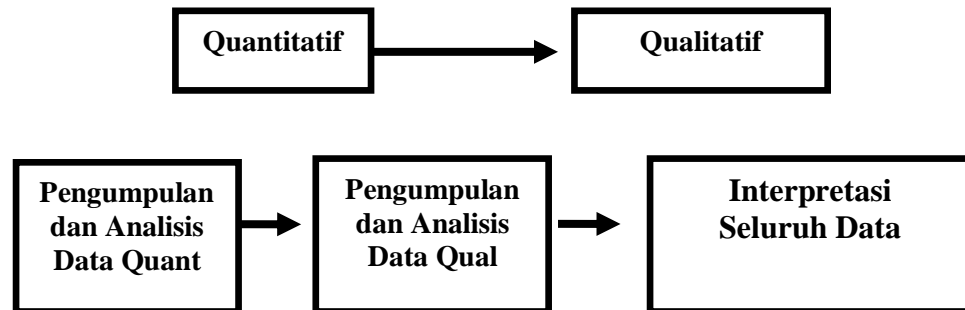 Quantitatif
Qualitatif
Pengumpulan
dan Analisis
Data Quant
Pengumpulan
dan Analisis
Data Qual
Interpretasi
Seluruh Data